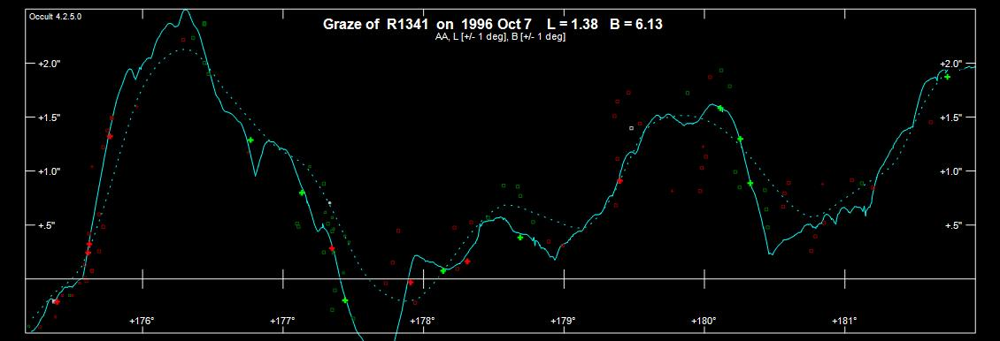 Occult 4.2.5.0
Graze of R1341 on 1996 Oct 7 L = 1.38 B = 6.13
AA, L [+/- 1 deg], B [+/- 1 deg]
+2.0" +2.0"
+1.5" +1.5"
+1.0" +1.0"
+.5" +.5"
+176° +177° +178° +179° +180° +181°